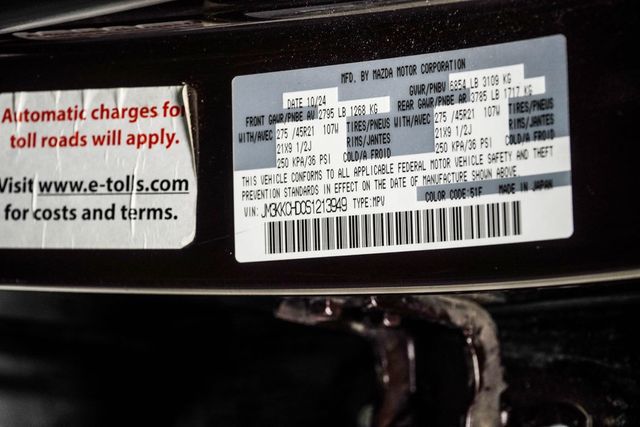 Automatic charges for
toll roads will apply.
Visit www.e-tolls.com
for costs and terms.
MFD. BY MAZDA MOTOR CORPORATION
DATE 10/24 GVWR/PNBV 6854 LB 3109 KG
FRONT GAWR/PNBE AV 2795 LB 1268 KG REAR GAWR/PNBE AR 3785 LB 1717 KG
WITH/AVEC 275 /45R21 107W TIRES/PNEUS WITH/AVEC 275 /45R21 107W TIRES/PNEUS
21X9 1/2J RIMS/JANTES 21X9 1/2J RIMS/JANTES
250 KPA/36 PSI COLD/A FROID 250 KPA/36 PSI COLD/A FROID
THIS VEHICLE CONFORMS TO ALL APPLICABLE FEDERAL MOTOR VEHICLE SAFETY AND THEFT
PREVENTION STANDARDS IN EFFECT ON THE DATE OF MANUFACTURE SHOWN ABOVE.
COLOR CODE:51F MADE IN JAPAN
VIN: JM3KKCHD0S1213949 TYPE:MPV